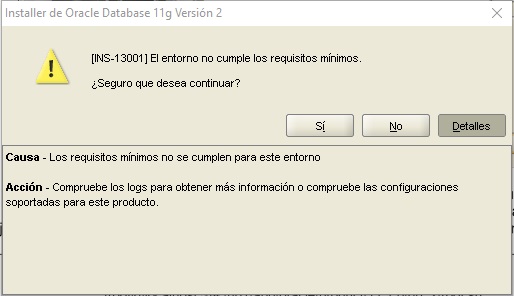 Installer de Oracle Database 11g Versión 2
[INS-13001] El entorno no cumple los requisitos mínimos.
¿Seguro que desea continuar?
Sí
No
Detalles
Causa - Los requisitos mínimos no se cumplen para este entorno
Acción - Compruebe los logs para obtener más información o compruebe las configuraciones
soportadas para este producto.